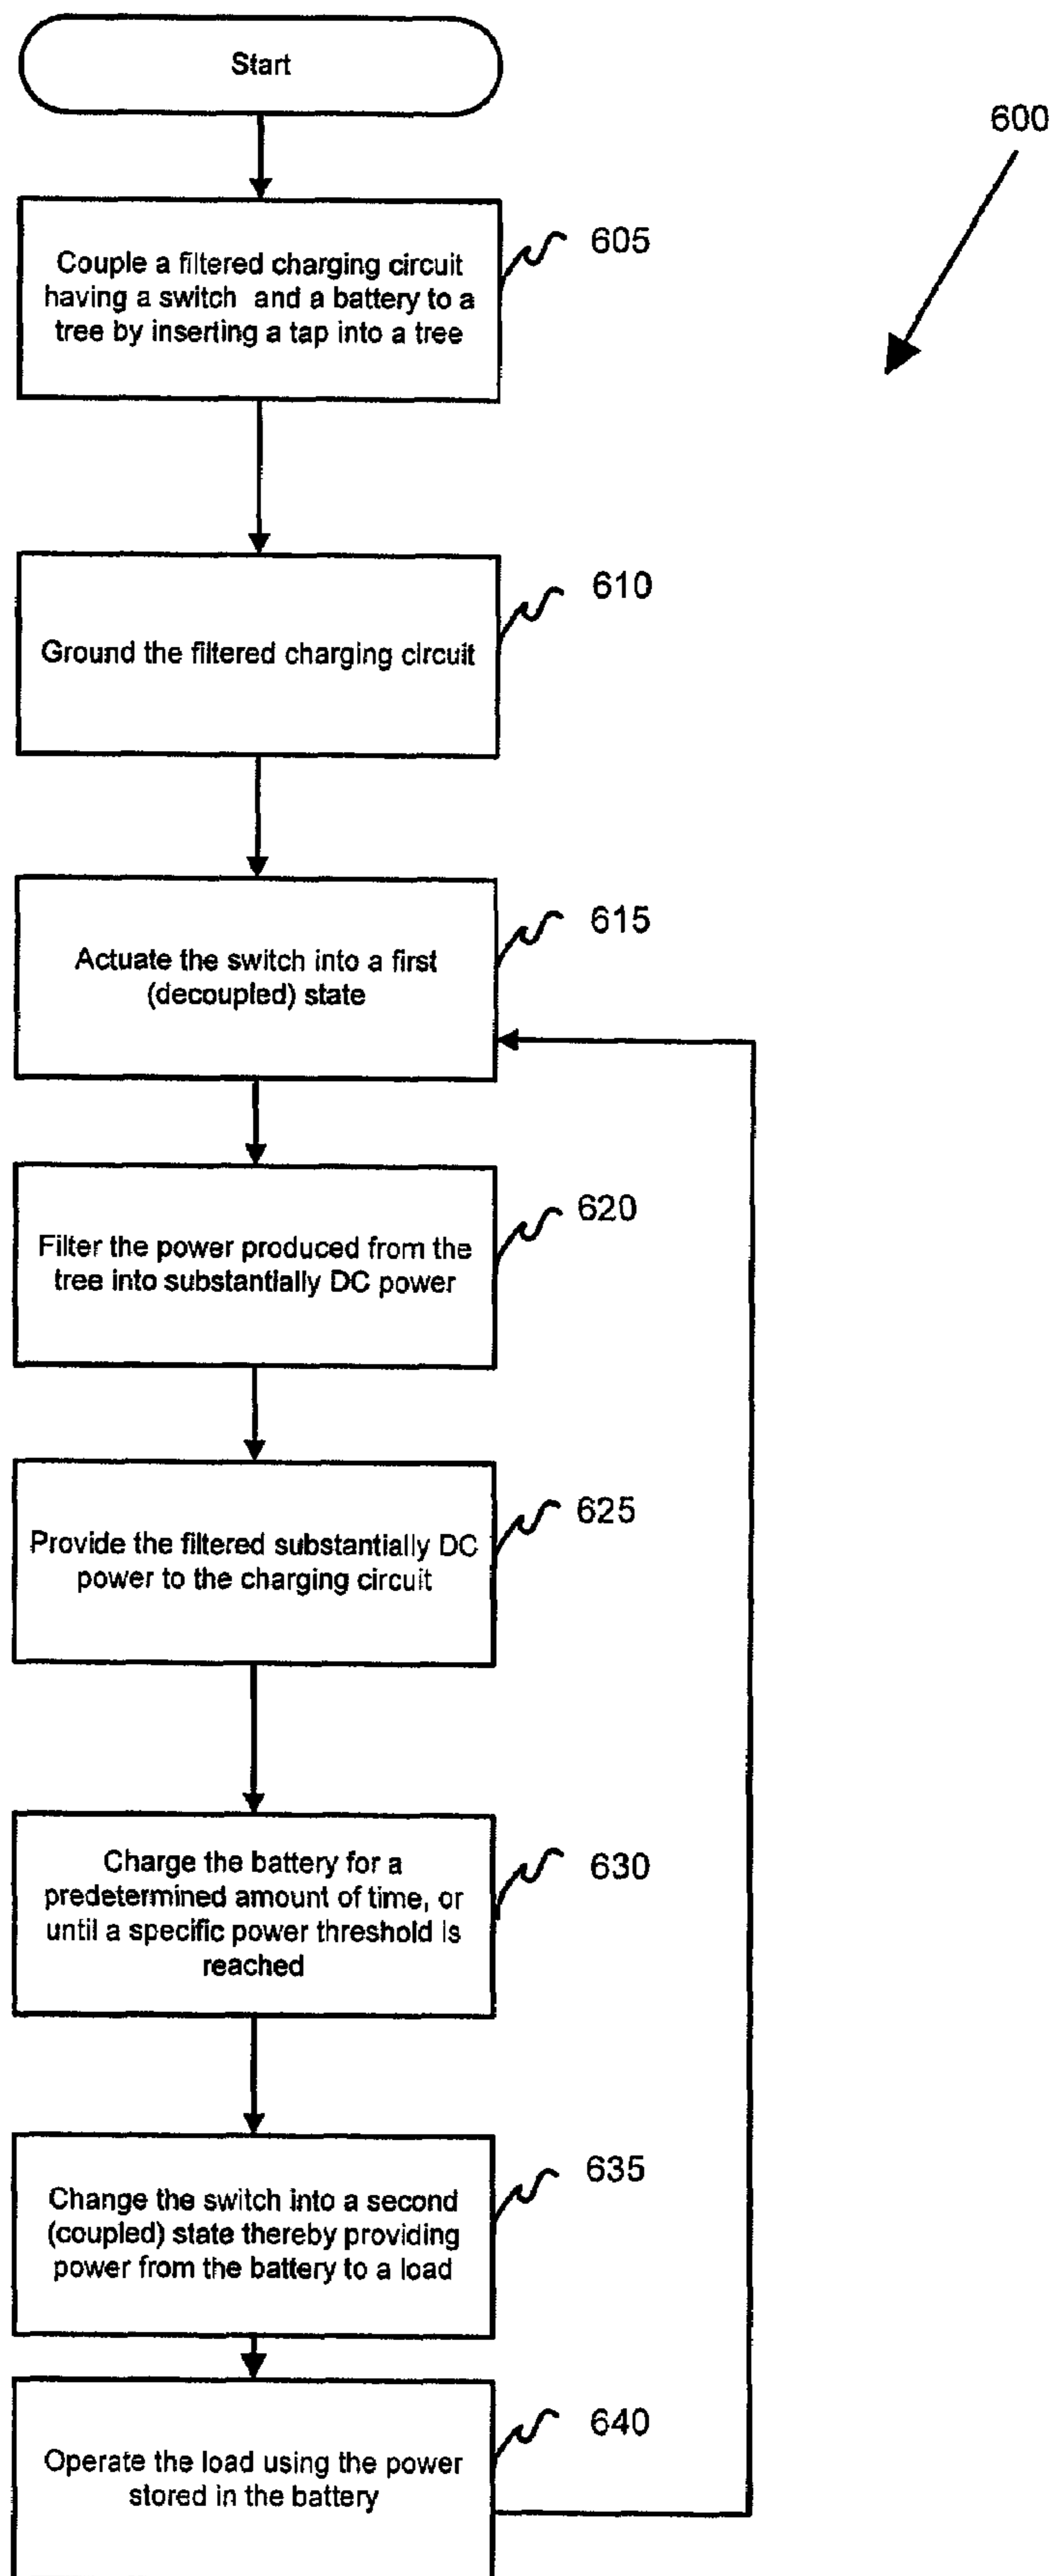 Start
600
Couple a filtered charging circuit
having a switch and a battery to a
tree by inserting a tap into a tree
605
Ground the filtered charging circuit
610
Actuate the switch into a first
(decoupled) state
615
Filter the power produced from the
tree into substantially DC power
620
Provide the filtered substantially DC
power to the charging circuit
625
Charge the battery for a
predetermined amount of time, or
until a specific power threshold is
reached
630
Change the switch into a second
(coupled) state thereby providing
power from the battery to a load
635
Operate the load using the power
stored in the battery
640